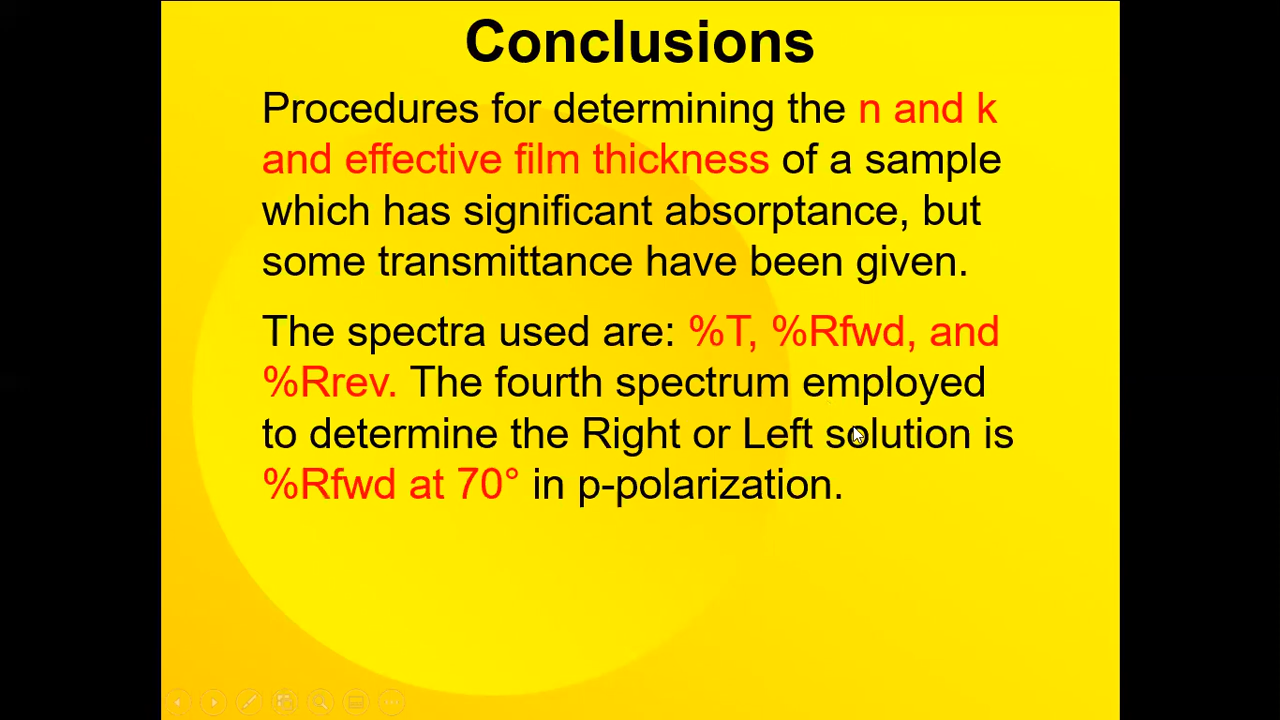 Conclusions
Procedures for determining the n and k
and effective film thickness of a sample
which has significant absorptance, but
some transmittance have been given.
The spectra used are: %T, %Rfwd, and
%Rrev. The fourth spectrum employed
to determine the Right or Left solution is
%Rfwd at 70° in p-polarization.